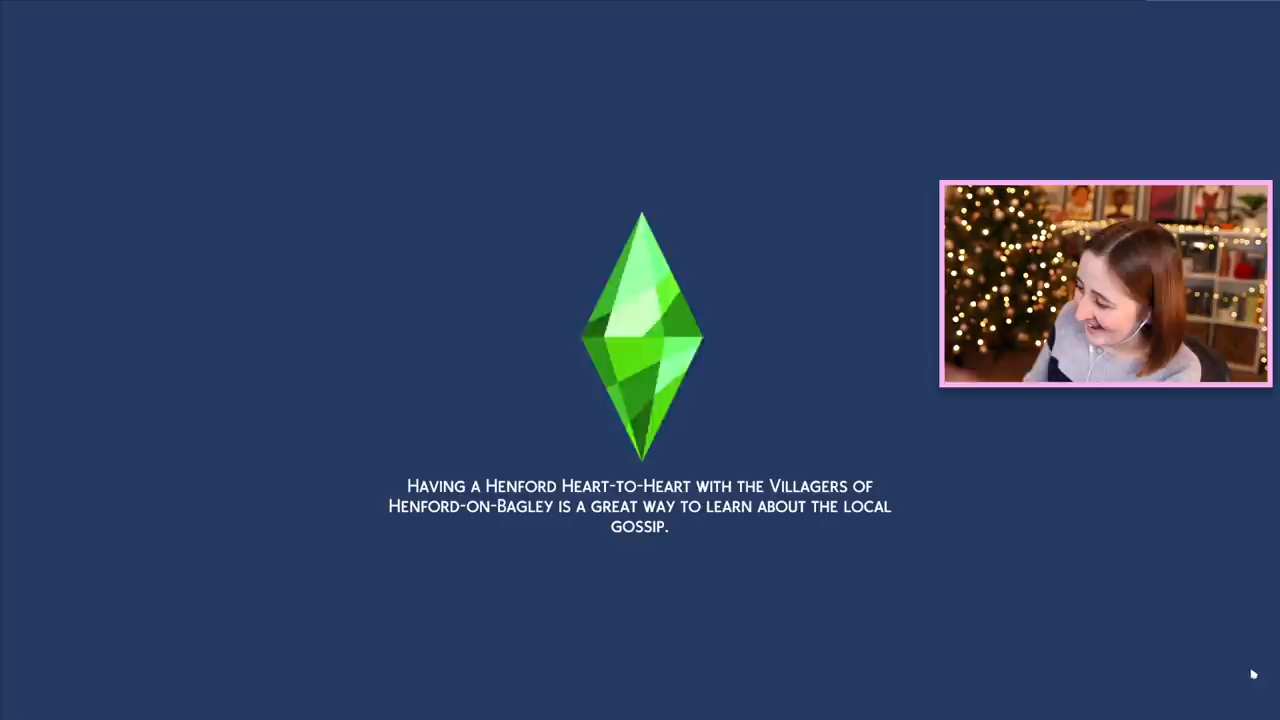 Having a Henford Heart-to-Heart with the Villagers of
Henford-on-Bagley is a great way to learn about the local
gossip.